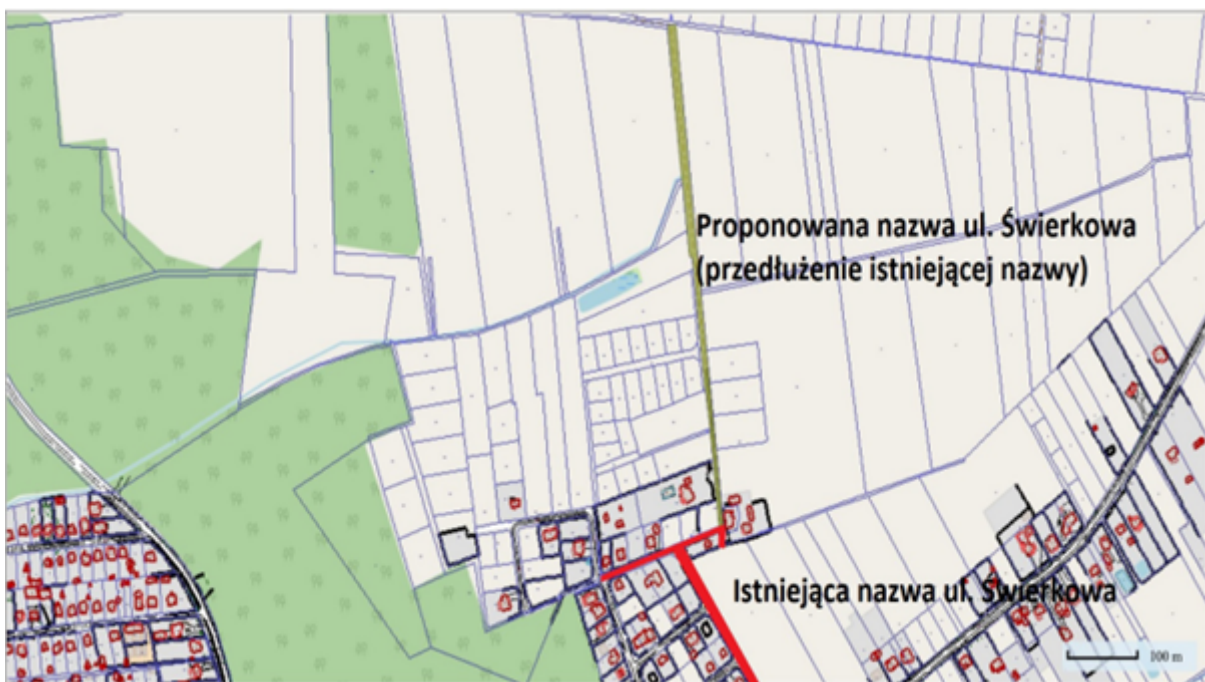 Proponowana nazwa ul. Świerkowa
(przedłużenie istniejącej nazwy)
Istniejąca nazwa ul. Świerkowa
100 m